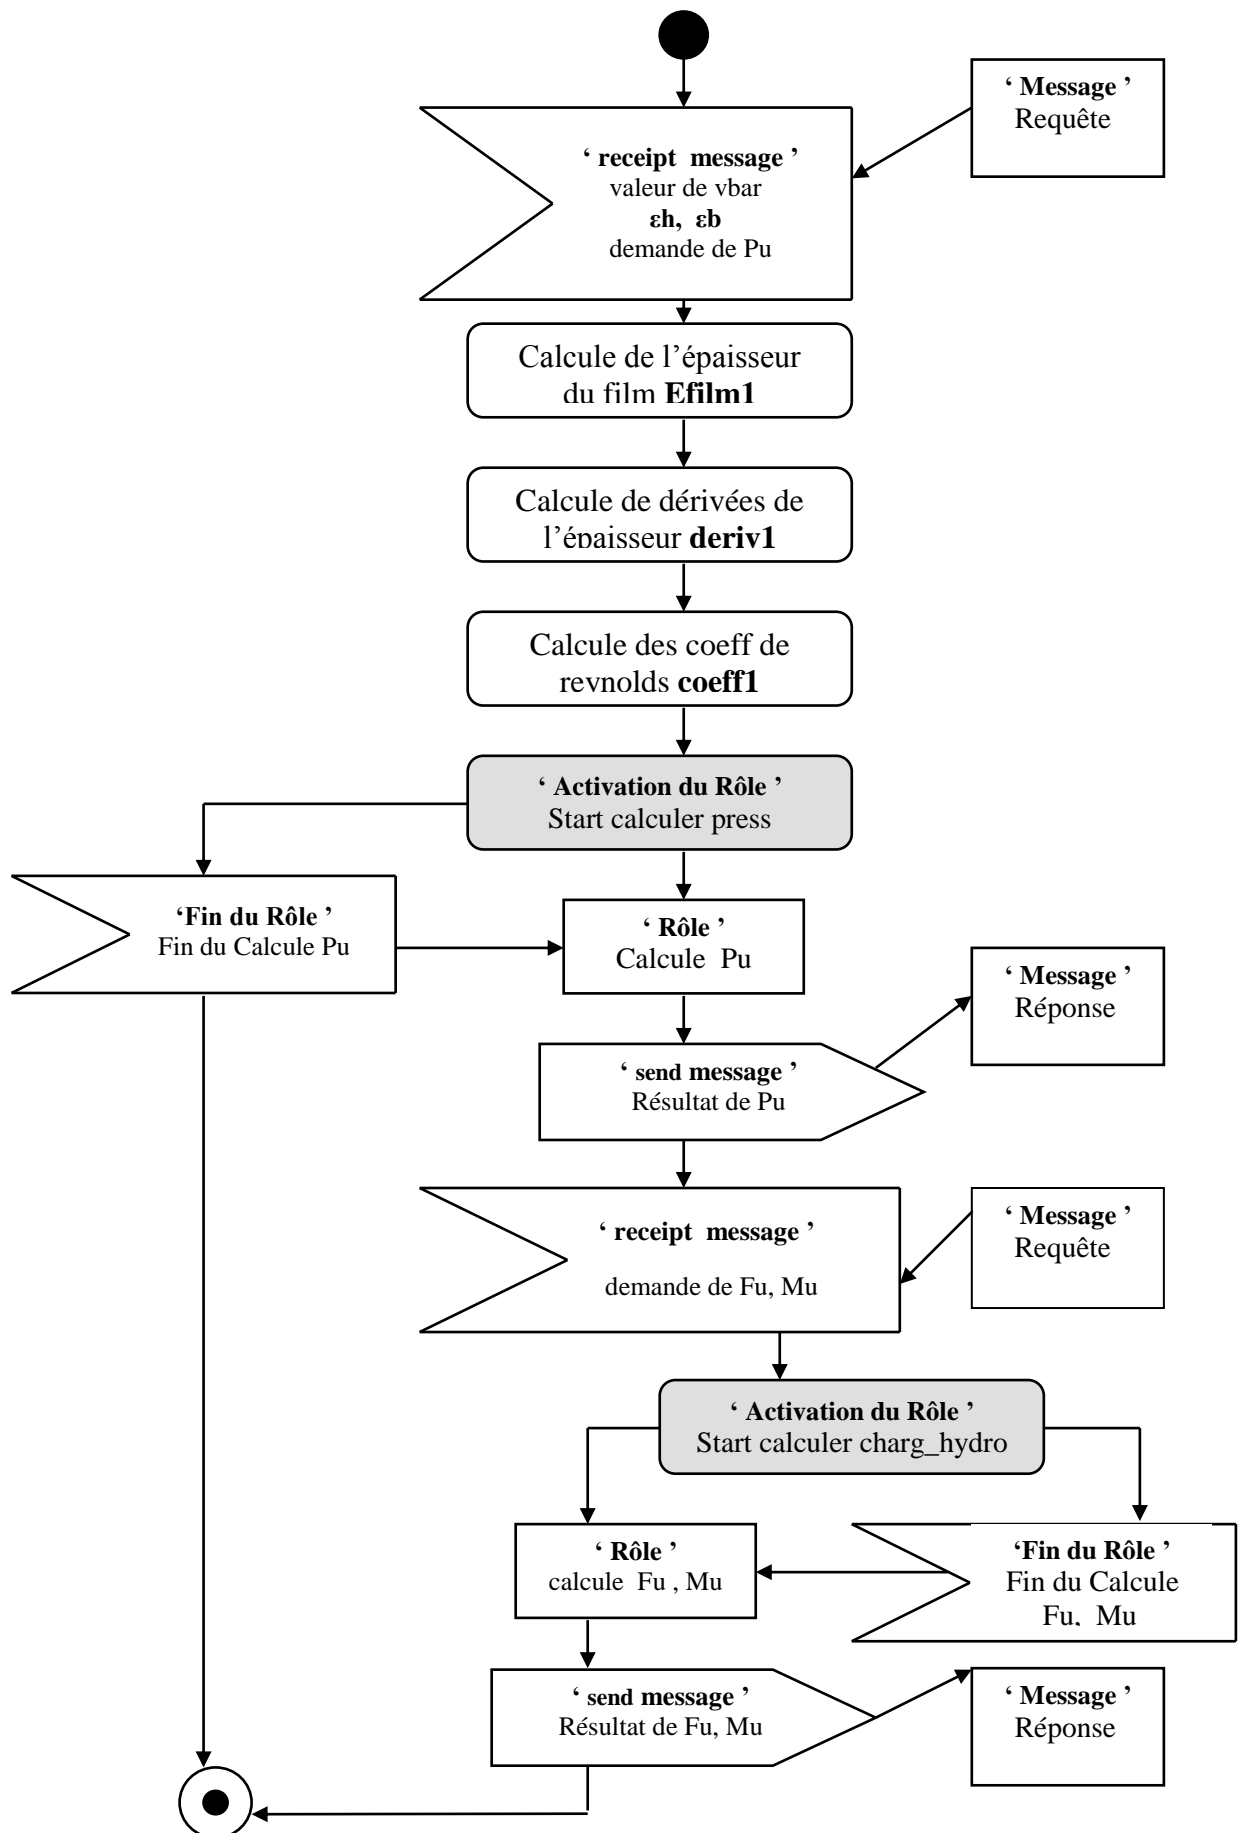 ‘ Message ’
Requête
‘ receipt message ’
valeur de vbar
εh, εb
demande de Pu
Calcule de l’épaisseur
du film Efilm1
Calcule de dérivées de
l’épaisseur deriv1
Calcule des coeff de
reynolds coeff1
‘ Activation du Rôle ’
Start calculer press
‘Fin du Rôle ’
Fin du Calcule Pu
‘ Rôle ’
Calcule Pu
‘ Message ’
Réponse
‘ send message ’
Résultat de Pu
‘ receipt message ’
demande de Fu, Mu
‘ Message ’
Requête
‘ Activation du Rôle ’
Start calculer charg_hydro
‘ Rôle ’
calcule Fu , Mu
‘Fin du Rôle ’
Fin du Calcule
Fu, Mu
‘ send message ’
Résultat de Fu, Mu
‘ Message ’
Réponse